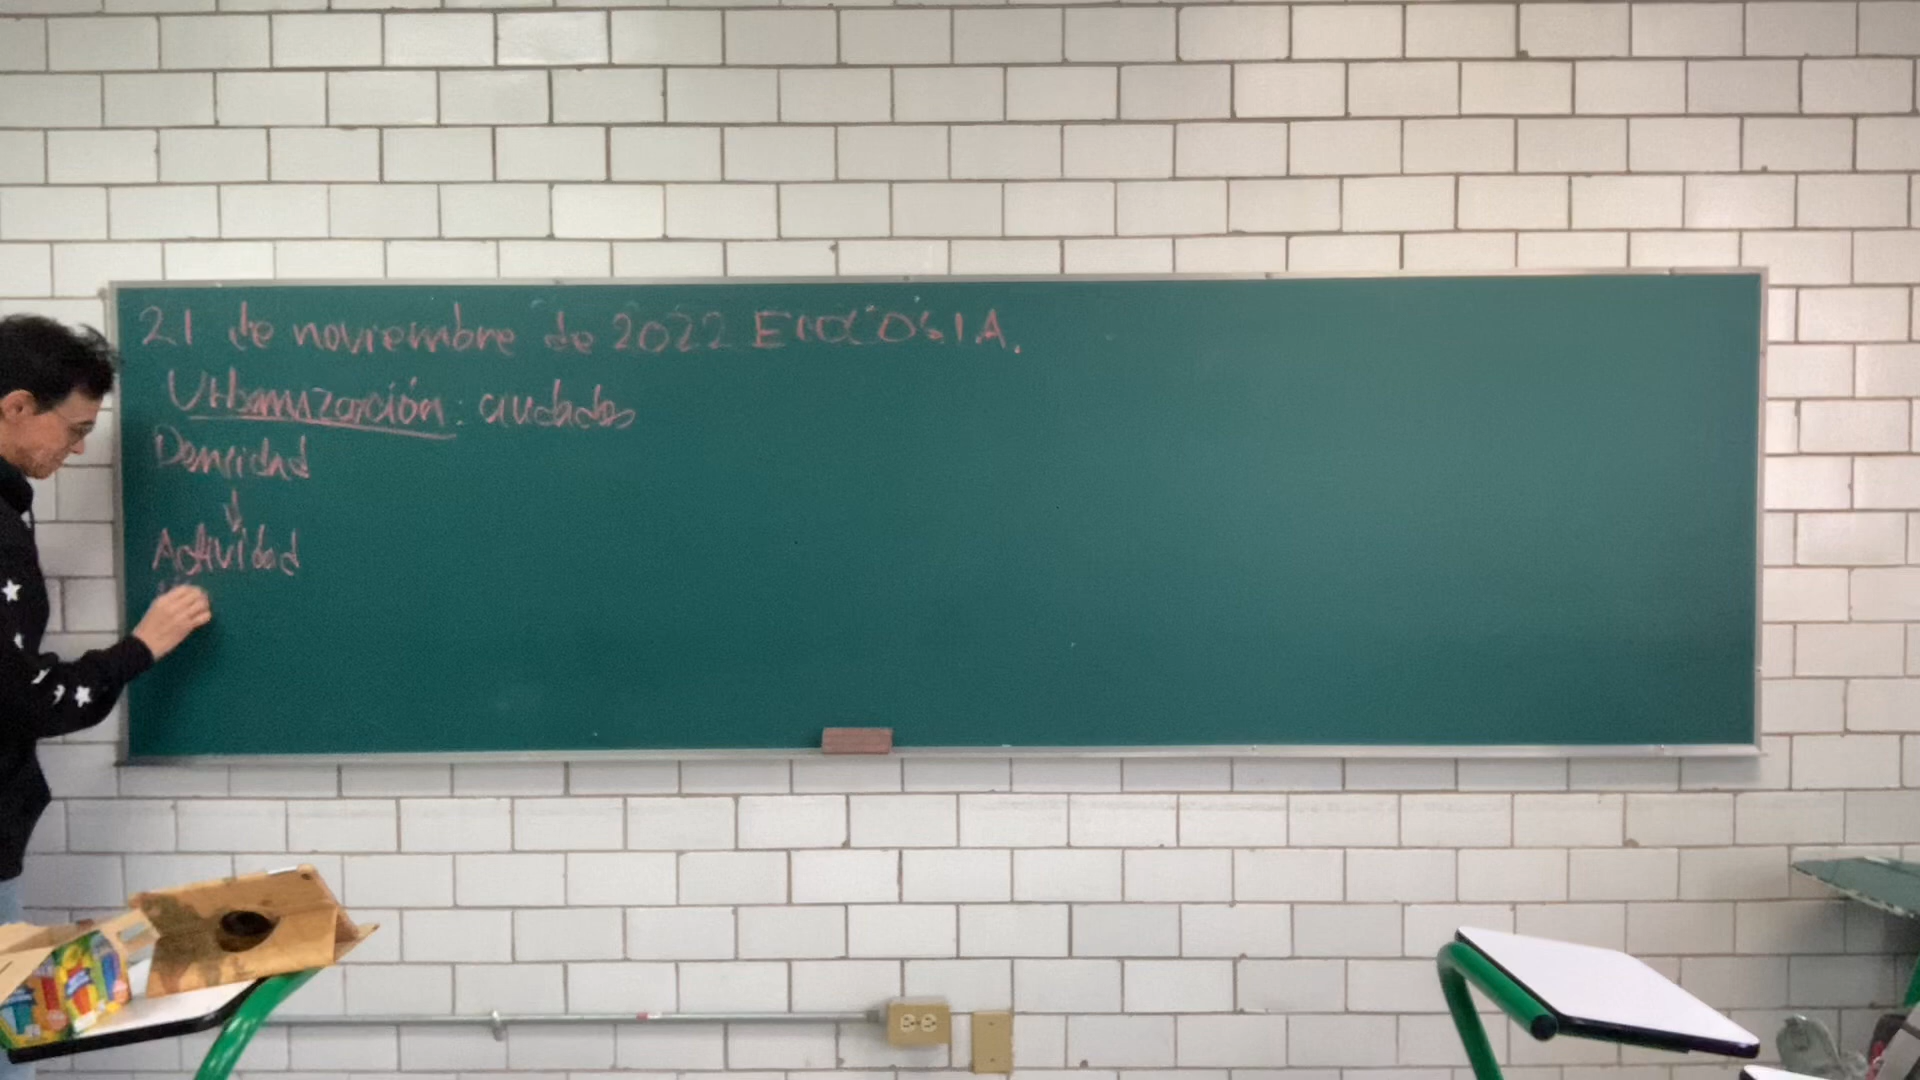 21 de noviembre de 2022 ECOLOGIA.
Urbanización: ciudades
Densidad
↓
Actividad